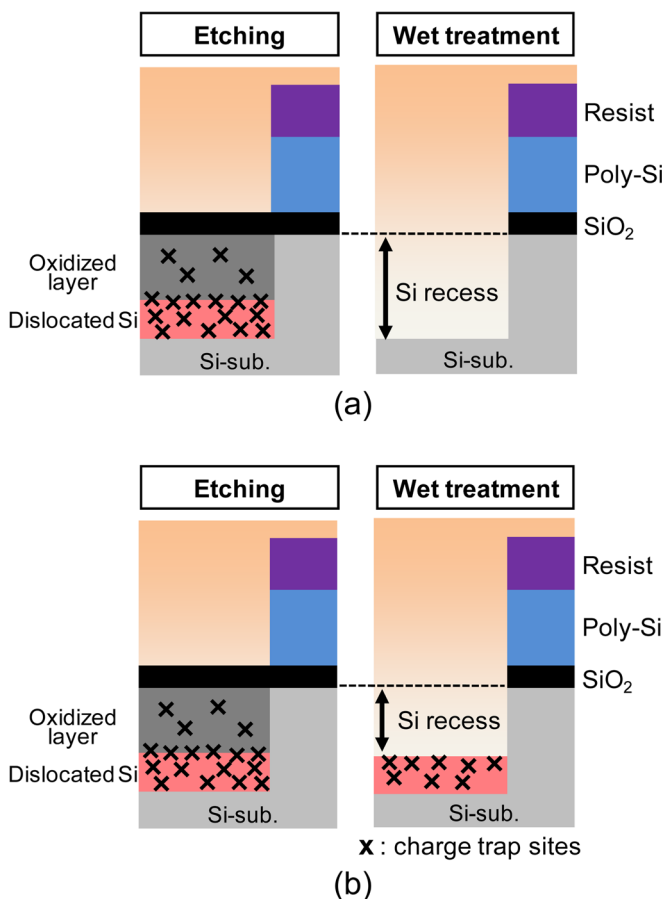 Etching
Wet treatment
Resist
Poly-Si
SiO2
Oxidized
layer
Dislocated Si
Si recess
Si-sub.
Si-sub.
(a)
Etching
Wet treatment
Resist
Poly-Si
SiO2
Oxidized
layer
Dislocated Si
Si recess
Si-sub.
Si-sub.
x : charge trap sites
(b)